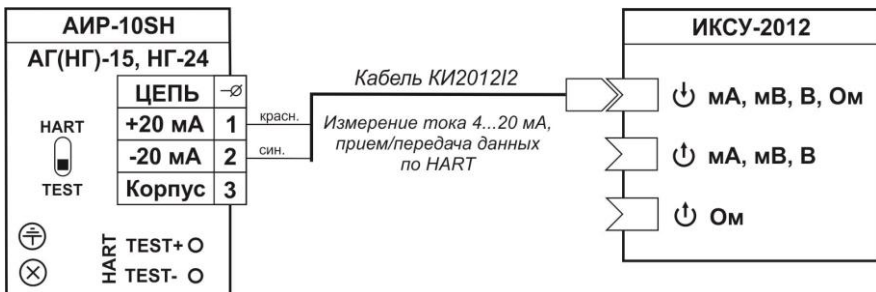 АИР-10SH
АГ(НГ)-15, НГ-24
ЦЕПЬ
+20 мА 1
-20 мА 2
Корпус 3
HART
TEST
HART
TEST+
TEST-
красн.
син.
Кабель КИ2012I2
Измерение тока 4...20 мА,
прием/передача данных
по HART
ИКСУ-2012
мА, мВ, В, Ом
мА, мВ, В
Ом